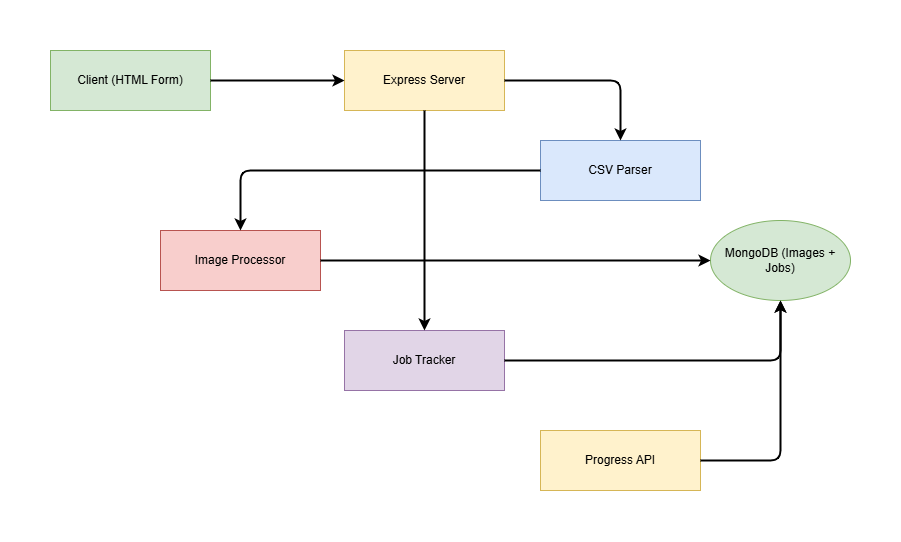 Client (HTML Form)
Express Server
CSV Parser
Image Processor
MongoDB (Images +
Jobs)
Job Tracker
Progress API